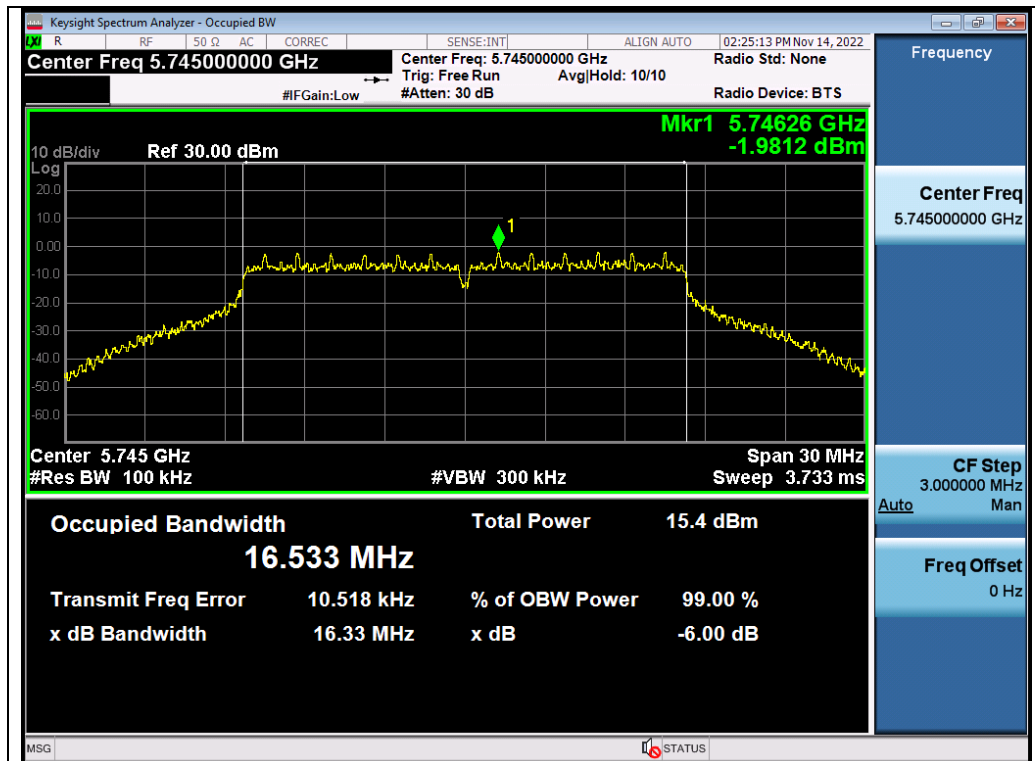 Keysight Spectrum Analyzer - Occupied BW
LXI R RF 50 Ω AC CORREC SENSE:INT ALIGN AUTO 02:25:13 PM Nov 14, 2022
Center Freq 5.745000000 GHz
#IFGain:Low
Center Freq: 5.745000000 GHz
Trig: Free Run Avg|Hold: 10/10
#Atten: 30 dB
Radio Std: None
Radio Device: BTS
Mkr1 5.74626 GHz
-1.9812 dBm
10 dB/div Ref 30.00 dBm
Log
20.0
10.0
0.00
-10.0
-20.0
-30.0
-40.0
-50.0
-60.0
1
Center 5.745 GHz Span 30 MHz
#Res BW 100 kHz #VBW 300 kHz Sweep 3.733 ms
Occupied Bandwidth Total Power 15.4 dBm
16.533 MHz
Transmit Freq Error 10.518 kHz % of OBW Power 99.00 %
x dB Bandwidth 16.33 MHz x dB -6.00 dB
Frequency
Center Freq
5.745000000 GHz
CF Step
3.000000 MHz
Auto Man
Freq Offset
0 Hz
MSG STATUS